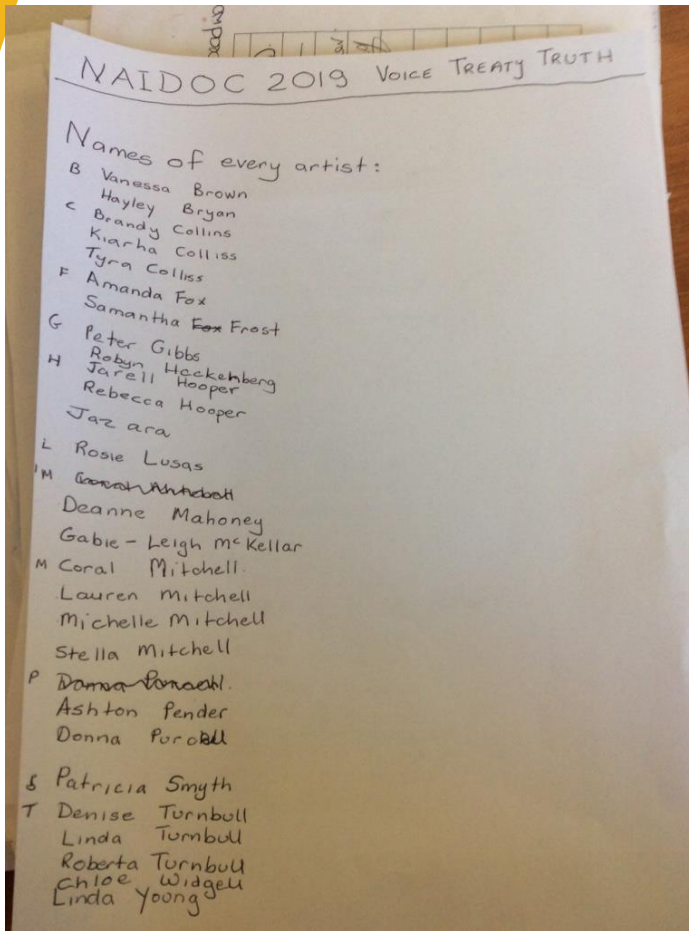 NAIDOC 2019 VOICE TREATY TRUTH
Names of every artist:
B Vanessa Brown
Hayley Bryan
C Brandy Collins
Kiarha Colliss
Tyra Colliss
F Amanda Fox
Samantha Fox Frost
G Peter Gibbs
Robyn Heckenberg
H Jarell Hooper
Rebecca Hooper
Jaz ara
L Rosie Lusas
M
Deanne Mahoney
Gabie - Leigh McKellar
M Coral Mitchell
Lauren Mitchell
Michelle Mitchell
Stella Mitchell
P
Ashton Pender
Donna Purcell
S Patricia Smyth
T Denise Turnbull
Linda Turnbull
Roberta Turnbull
Chloe Widgell
Linda Young